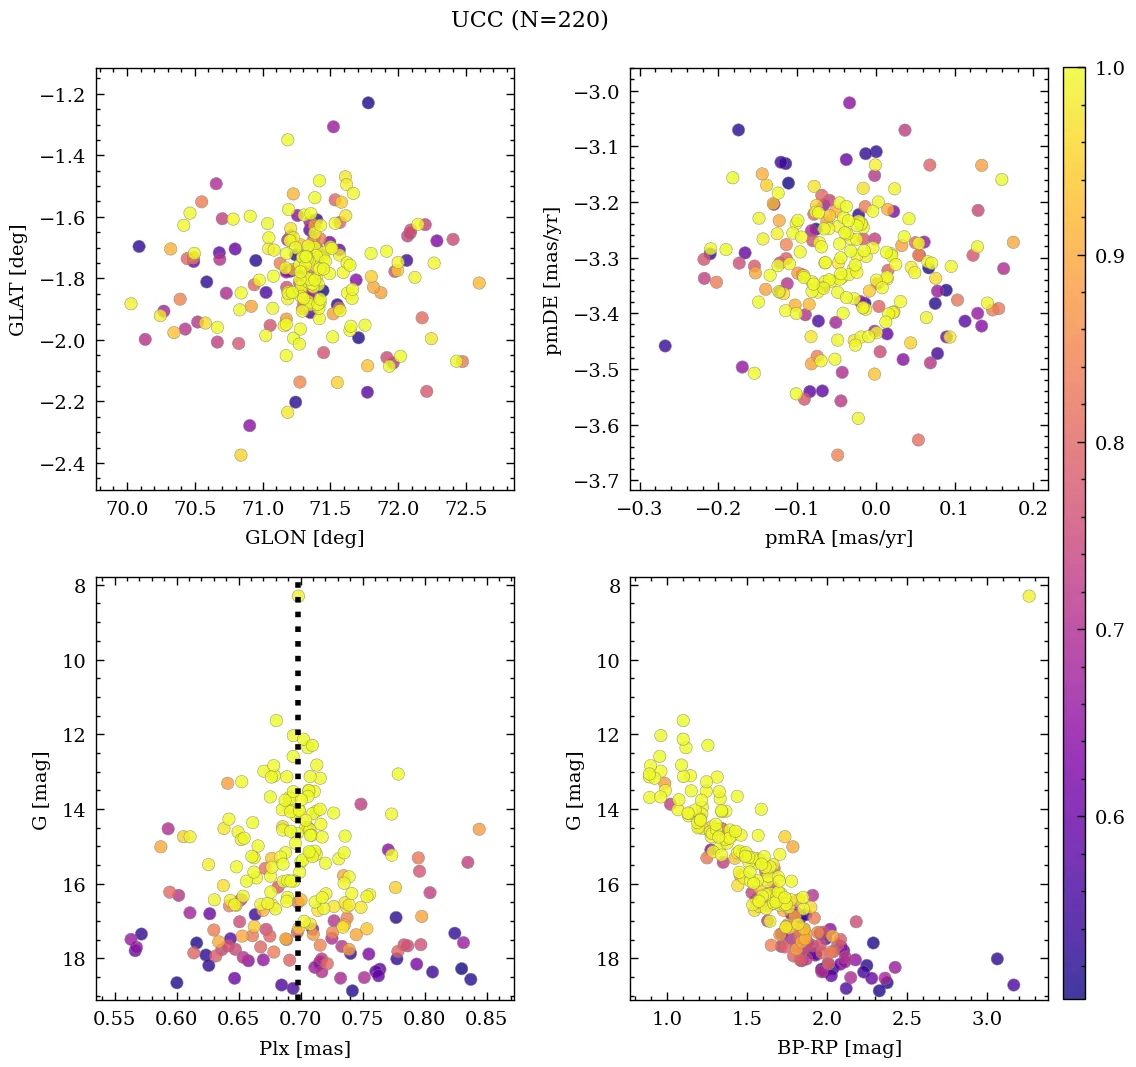 UCC (N=220)
−1.2
−1.4
−1.6
−1.8
−2.0
−2.2
−2.4
GLAT [deg]
70.0 70.5 71.0 71.5 72.0 72.5
GLON [deg]
−3.0
−3.1
−3.2
−3.3
−3.4
−3.5
−3.6
−3.7
pmDE [mas/yr]
−0.3 −0.2 −0.1 0.0 0.1 0.2
pmRA [mas/yr]
8
10
12
14
16
18
G [mag]
0.55 0.60 0.65 0.70 0.75 0.80 0.85
Plx [mas]
8
10
12
14
16
18
G [mag]
1.0 1.5 2.0 2.5 3.0
BP-RP [mag]
1.0
0.9
0.8
0.7
0.6